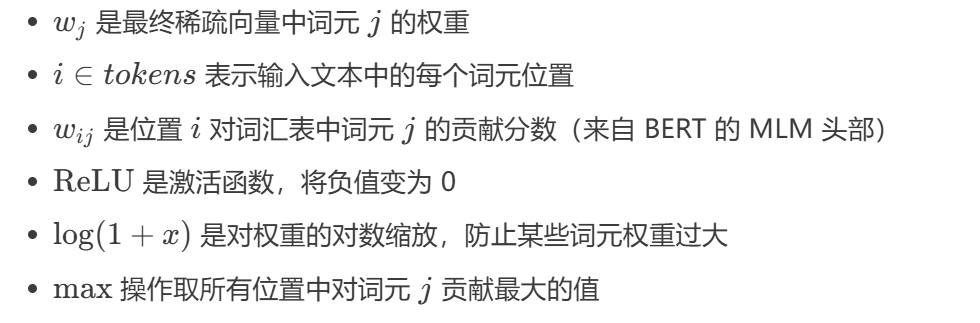 • w_j 是最终稀疏向量中词元 j 的权重
• i ∈ tokens 表示输入文本中的每个词元位置
• w_{ij} 是位置 i 对词汇表中词元 j 的贡献分数（来自 BERT 的 MLM 头部）
• ReLU 是激活函数，将负值变为 0
• log(1 + x) 是对权重的对数缩放，防止某些词元权重过大
• max 操作取所有位置中对词元 j 贡献最大的值